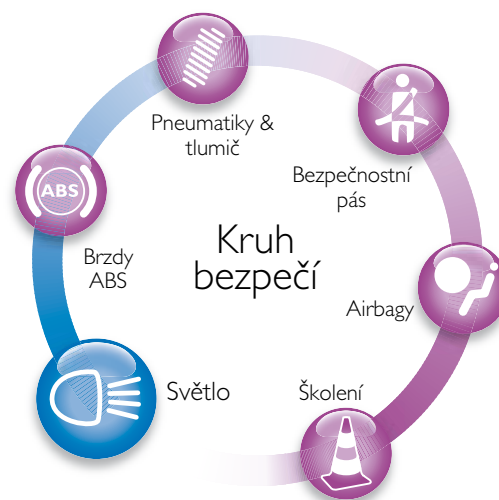 Pneumatiky &
tlumič
Bezpečnostní
pás
ABS
Brzdy
ABS
Kruh
bezpečí
Airbagy
Světlo
Školení